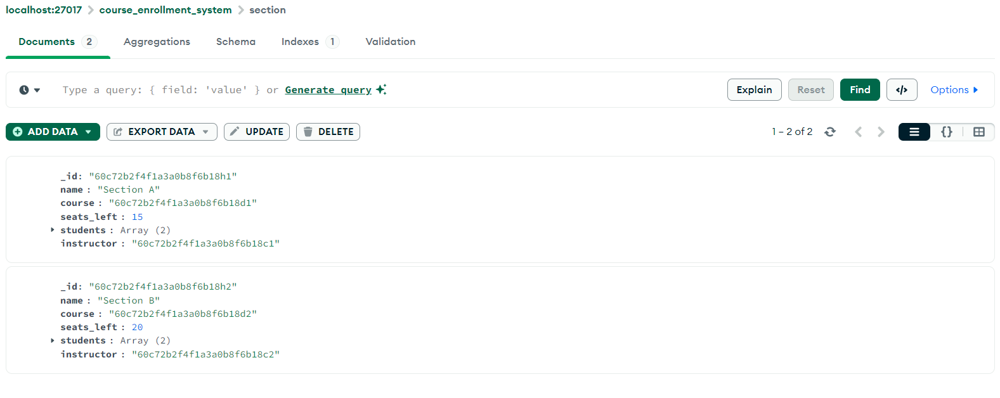 localhost:27017 > course_enrollment_system > section
Documents 2 Aggregations Schema Indexes 1 Validation
Type a query: { field: 'value' } or Generate query Explain Reset Find </> Options
ADD DATA EXPORT DATA UPDATE DELETE 1 – 2 of 2 {}
_id: "60c72b2f4f1a3a0b8f6b18h1"
name : "Section A"
course : "60c72b2f4f1a3a0b8f6b18d1"
seats_left : 15
students : Array (2)
instructor : "60c72b2f4f1a3a0b8f6b18c1"
_id: "60c72b2f4f1a3a0b8f6b18h2"
name : "Section B"
course : "60c72b2f4f1a3a0b8f6b18d2"
seats_left : 20
students : Array (2)
instructor : "60c72b2f4f1a3a0b8f6b18c2"